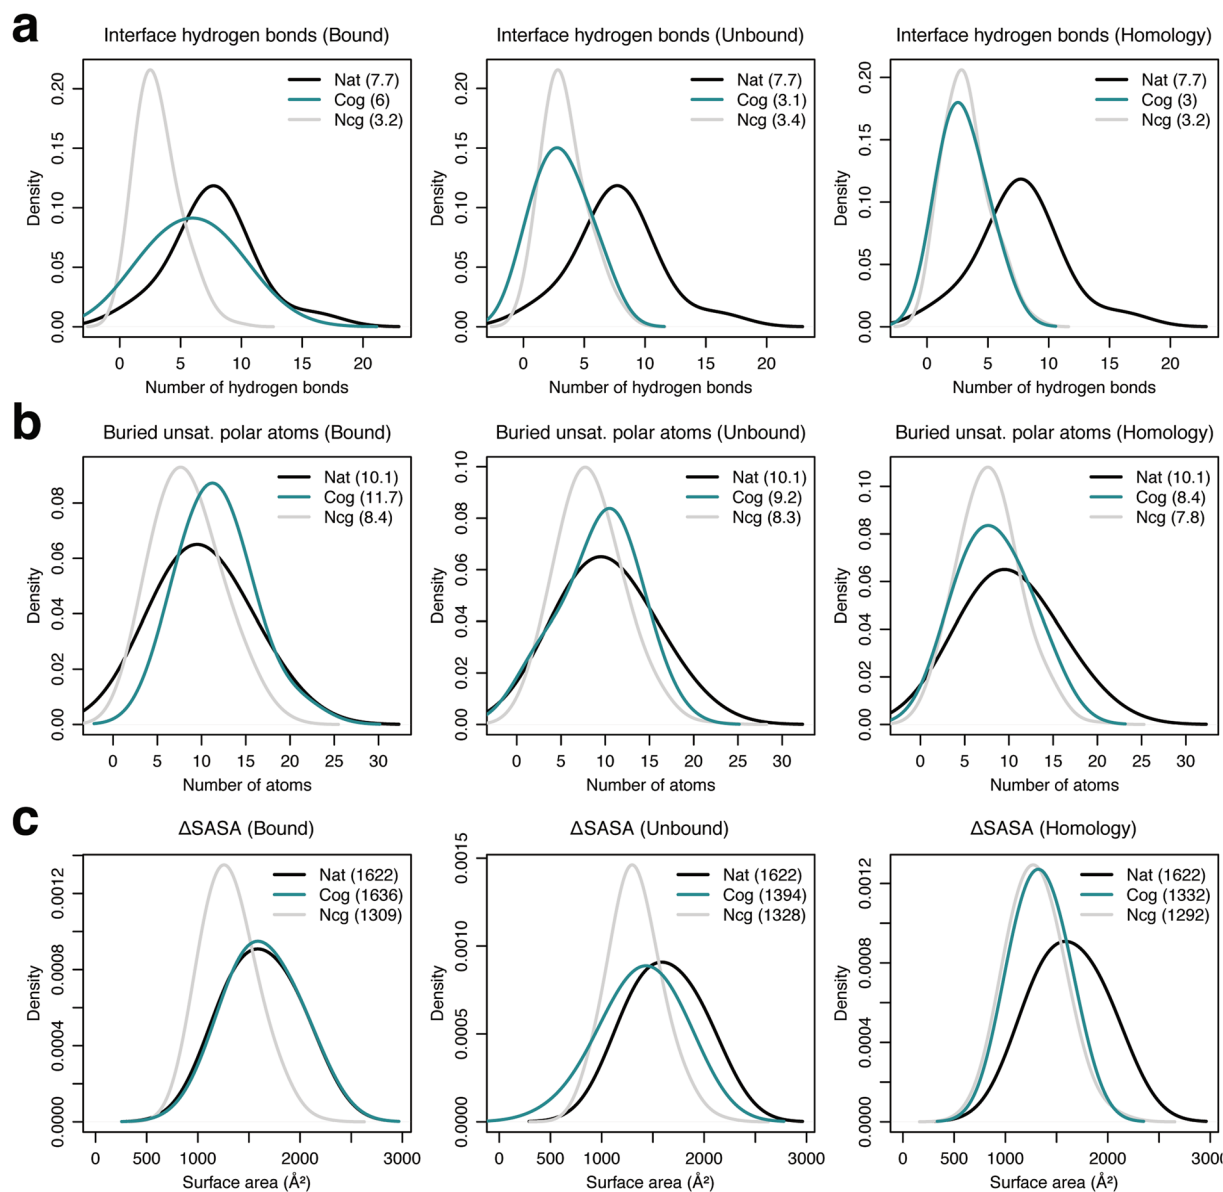 a
Interface hydrogen bonds (Bound)
Nat (7.7)
Cog (6)
Ncg (3.2)
Density
0.00 0.05 0.10 0.15 0.20
0 5 10 15 20
Number of hydrogen bonds
Interface hydrogen bonds (Unbound)
Nat (7.7)
Cog (3.1)
Ncg (3.4)
Density
0.00 0.05 0.10 0.15 0.20
0 5 10 15 20
Number of hydrogen bonds
Interface hydrogen bonds (Homology)
Nat (7.7)
Cog (3)
Ncg (3.2)
Density
0.00 0.05 0.10 0.15 0.20
0 5 10 15 20
Number of hydrogen bonds
b
Buried unsat. polar atoms (Bound)
Nat (10.1)
Cog (11.7)
Ncg (8.4)
Density
0.00 0.02 0.04 0.06 0.08
0 5 10 15 20 25 30
Number of atoms
Buried unsat. polar atoms (Unbound)
Nat (10.1)
Cog (9.2)
Ncg (8.3)
Density
0.00 0.02 0.04 0.06 0.08 0.10
0 5 10 15 20 25 30
Number of atoms
Buried unsat. polar atoms (Homology)
Nat (10.1)
Cog (8.4)
Ncg (7.8)
Density
0.00 0.02 0.04 0.06 0.08 0.10
0 5 10 15 20 25 30
Number of atoms
c
ΔSASA (Bound)
Nat (1622)
Cog (1636)
Ncg (1309)
Density
0.0000 0.0004 0.0008 0.0012
0 500 1000 2000 3000
Surface area (Å²)
ΔSASA (Unbound)
Nat (1622)
Cog (1394)
Ncg (1328)
Density
0.0000 0.0005 0.0010 0.0015
0 500 1000 2000 3000
Surface area (Å²)
ΔSASA (Homology)
Nat (1622)
Cog (1332)
Ncg (1292)
Density
0.0000 0.0004 0.0008 0.0012
0 500 1000 2000 3000
Surface area (Å²)